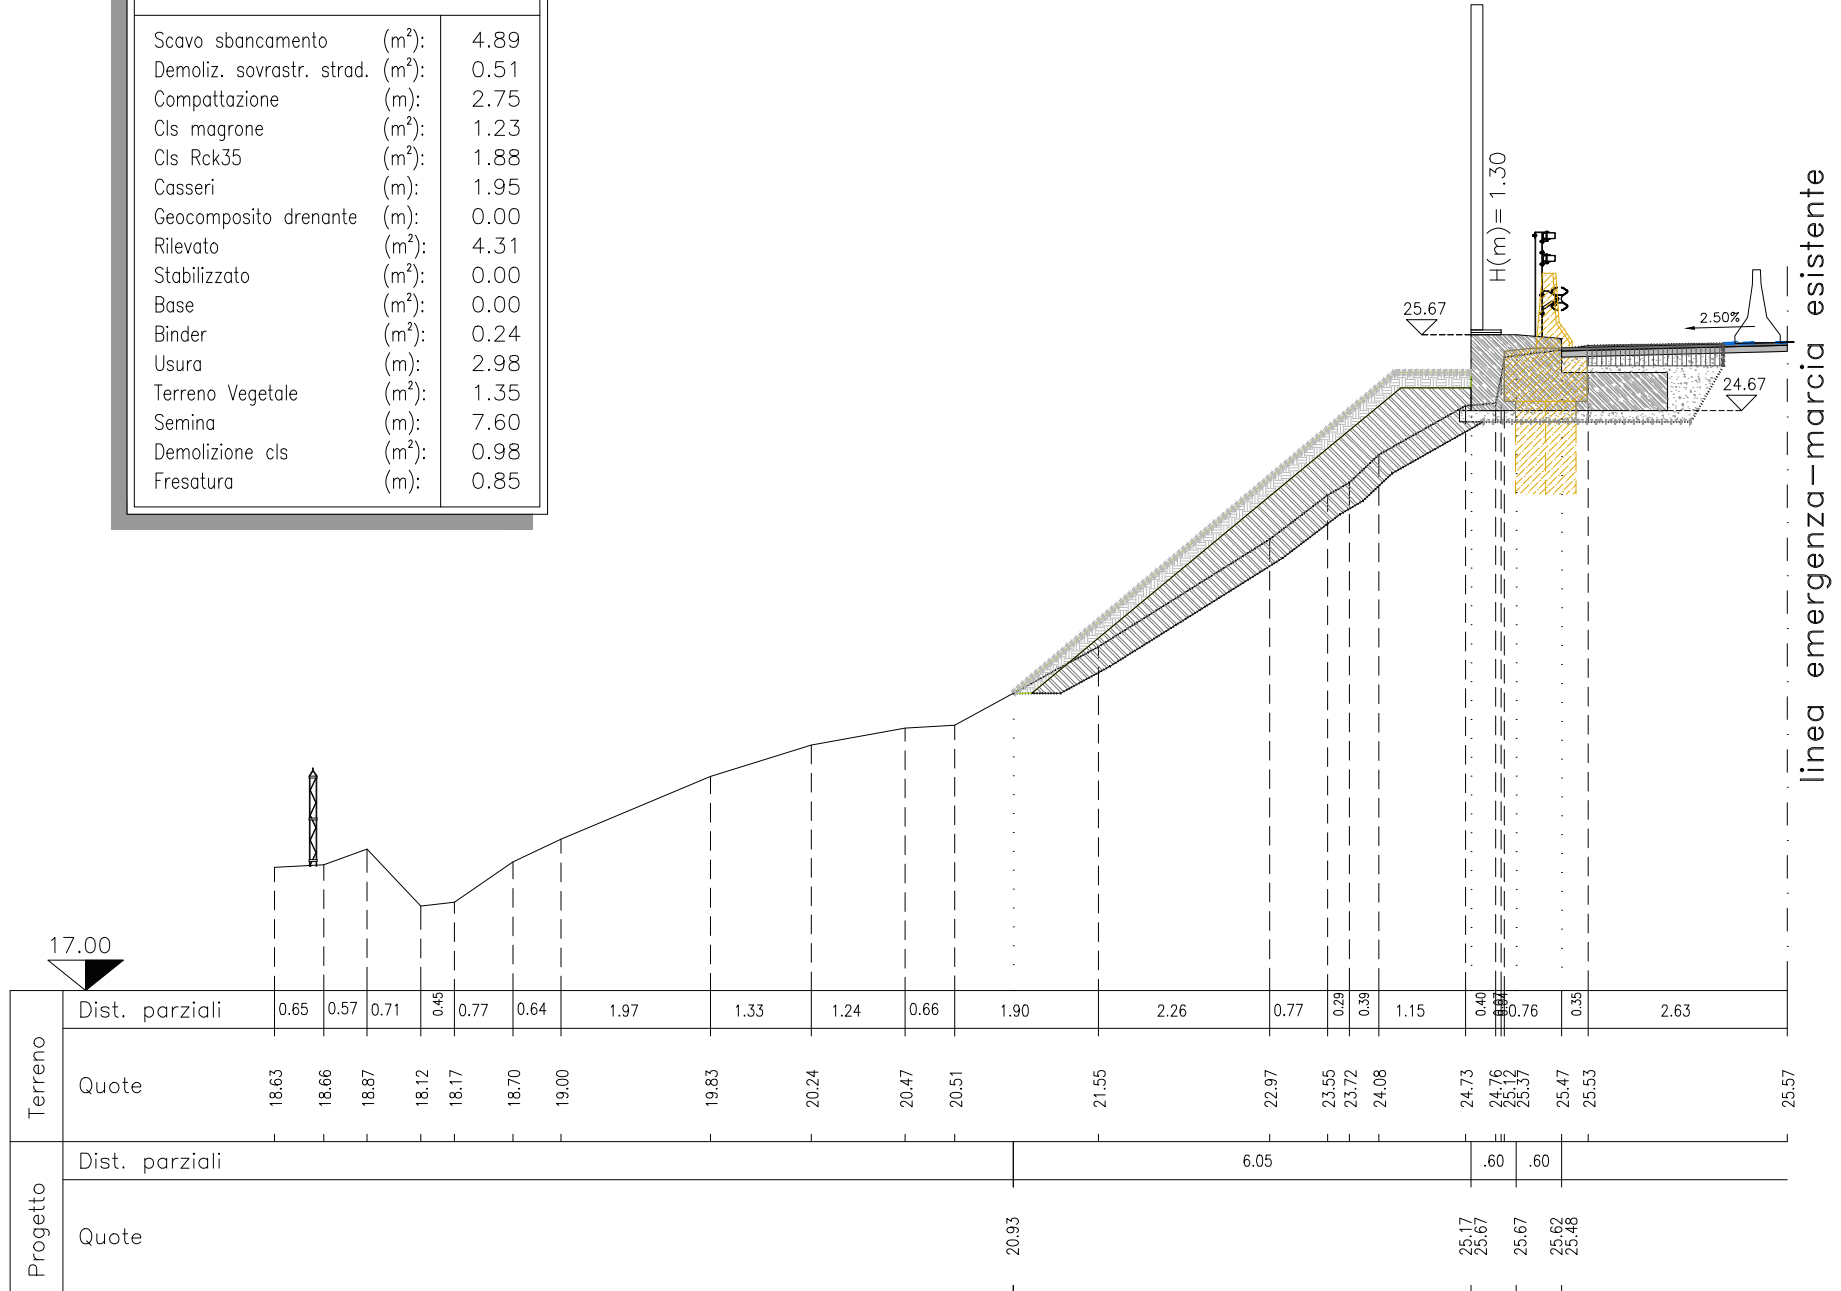 Scavo sbancamento (m²): 4.89
Demoliz. sovrastr. strad. (m²): 0.51
Compattazione (m): 2.75
Cls magrone (m²): 1.23
Cls Rck35 (m²): 1.88
Casseri (m): 1.95
Geocomposito drenante (m): 0.00
Rilevato (m²): 4.31
Stabilizzato (m²): 0.00
Base (m²): 0.00
Binder (m²): 0.24
Usura (m): 2.98
Terreno Vegetale (m²): 1.35
Semina (m): 7.60
Demolizione cls (m²): 0.98
Fresatura (m): 0.85
H(m)= 1.30
25.67
2.50%
24.67
linea emergenza-marcia esistente
17.00
Terreno
Dist. parziali 0.65 0.57 0.71 0.45 0.77 0.64 1.97 1.33 1.24 0.66 1.90 2.26 0.77 0.29 0.39 1.15 0.40 0.76 0.35 2.63
Quote 18.63 18.66 18.87 18.12 18.17 18.70 19.00 19.83 20.24 20.47 20.51 21.55 22.97 23.55 23.72 24.08 24.73 24.76 25.12 25.37 25.47 25.53 25.57
Progetto
Dist. parziali 6.05 .60 .60
Quote 20.93 25.17 25.67 25.67 25.62 25.48